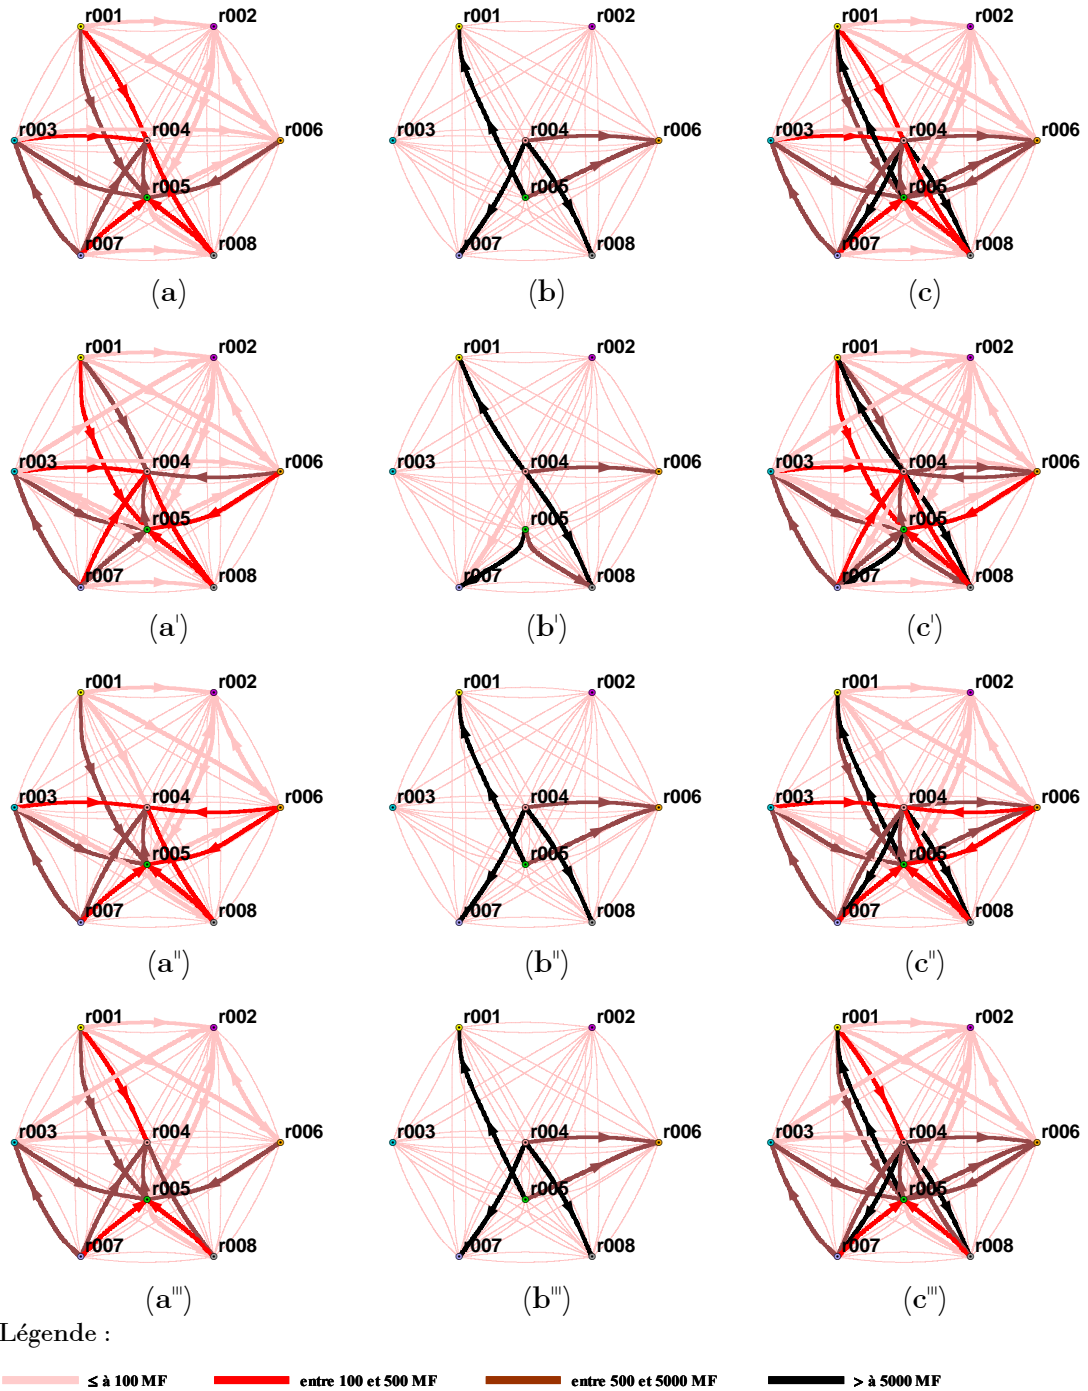 r001 r002 r001 r002 r001 r002
r003 r004 r006 r003 r004 r006 r003 r004 r006
r005 r005 r005
r007 r008 r007 r008 r007 r008
(a) (b) (c)
r001 r002 r001 r002 r001 r002
r003 r004 r006 r003 r004 r006 r003 r004 r006
r005 r005 r005
r007 r008 r007 r008 r007 r008
(a') (b') (c')
r001 r002 r001 r002 r001 r002
r003 r004 r006 r003 r004 r006 r003 r004 r006
r005 r005 r005
r007 r008 r007 r008 r007 r008
(a'') (b'') (c'')
r001 r002 r001 r002 r001 r002
r003 r004 r006 r003 r004 r006 r003 r004 r006
r005 r005 r005
r007 r008 r007 r008 r007 r008
(a''') (b''') (c''')
Légende :
≤ à 100 MF entre 100 et 500 MF entre 500 et 5000 MF > à 5000 MF